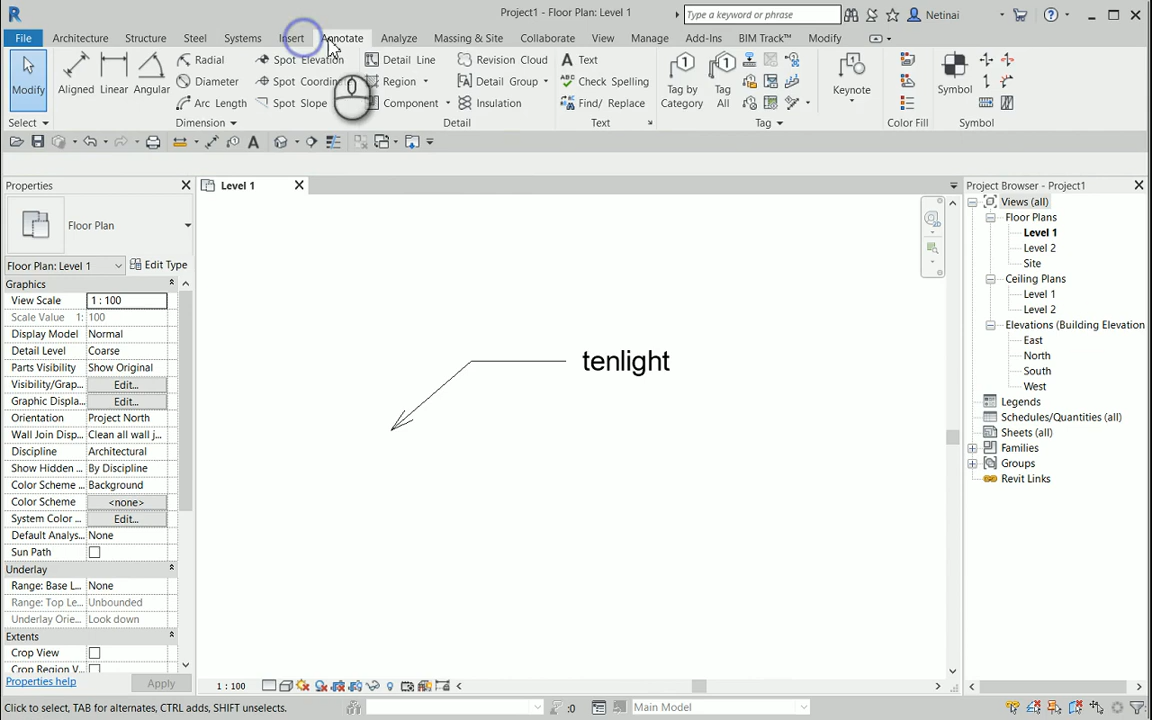 Project1 - Floor Plan: Level 1
Type a keyword or phrase
Netinai
File Architecture Structure Steel Systems Insert Annotate Analyze Massing & Site Collaborate View Manage Add-Ins BIM Track™ Modify
Modify
Select
Aligned Linear Angular
Radial
Diameter
Arc Length
Spot Elevation
Spot Coordin
Spot Slope
Dimension
Detail Line
Region
Component
Revision Cloud
Detail Group
Insulation
Detail
Text
Check Spelling
Find/ Replace
Text
Tag by
Category
Tag
All
Tag
Keynote
Color Fill
Symbol
Symbol
Properties
Floor Plan
Floor Plan: Level 1
Edit Type
Graphics
View Scale 1 : 100
Scale Value 1: 100
Display Model Normal
Detail Level Coarse
Parts Visibility Show Original
Visibility/Grap... Edit...
Graphic Displa... Edit...
Orientation Project North
Wall Join Disp... Clean all wall j...
Discipline Architectural
Show Hidden ... By Discipline
Color Scheme ... Background
Color Scheme <none>
System Color ... Edit...
Default Analys... None
Sun Path
Underlay
Range: Base L... None
Range: Top Le... Unbounded
Underlay Orie... Look down
Extents
Crop View
Crop Region V...
Properties help
Apply
Level 1
tenlight
1 : 100
Project Browser - Project1
Views (all)
Floor Plans
Level 1
Level 2
Site
Ceiling Plans
Level 1
Level 2
Elevations (Building Elevation
East
North
South
West
Legends
Schedules/Quantities (all)
Sheets (all)
Families
Groups
Revit Links
Click to select, TAB for alternates, CTRL adds, SHIFT unselects.
:0
Main Model